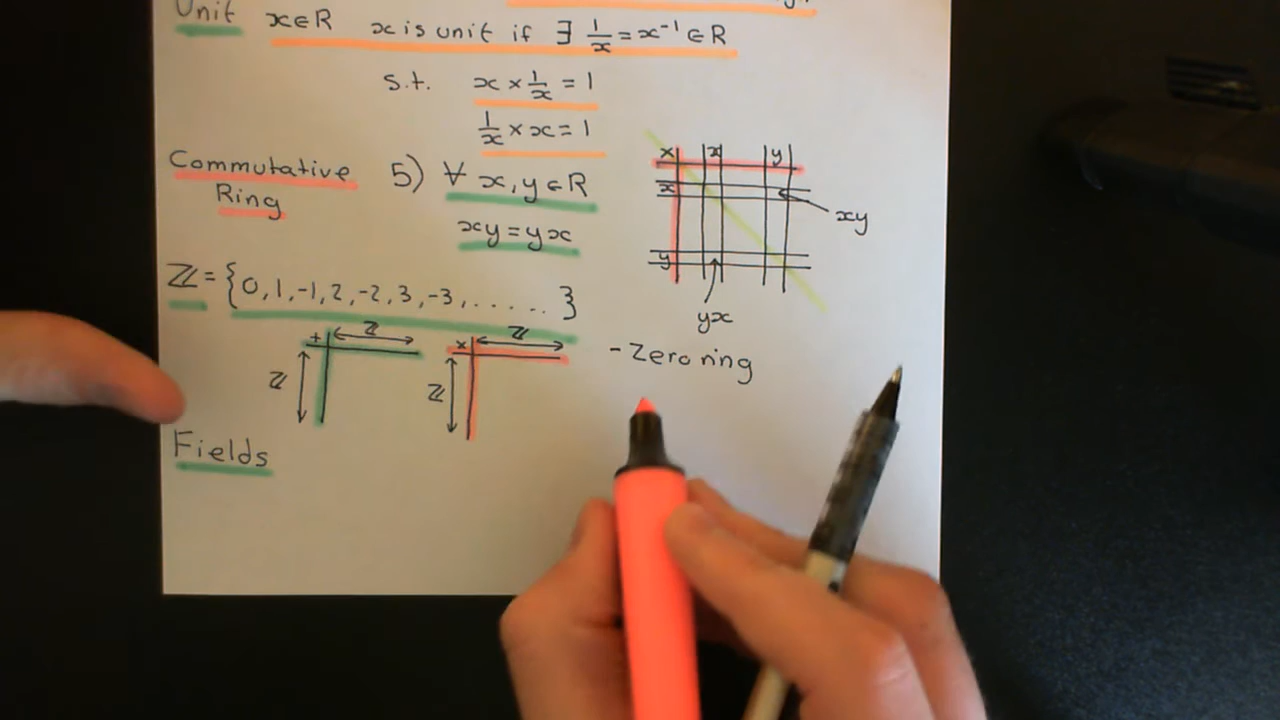 Unit x∈R x is unit if ∃ 1/x = x⁻¹ ∈ R
s.t. x × 1/x = 1
1/x × x = 1
Commutative
Ring
5) ∀ x, y ∈ R
xy = yx
× x y
x
y
xy
yx
ℤ = {0, 1, -1, 2, -2, 3, -3, . . . . . }
+ ℤ
ℤ
× ℤ
ℤ
- Zero ring
Fields